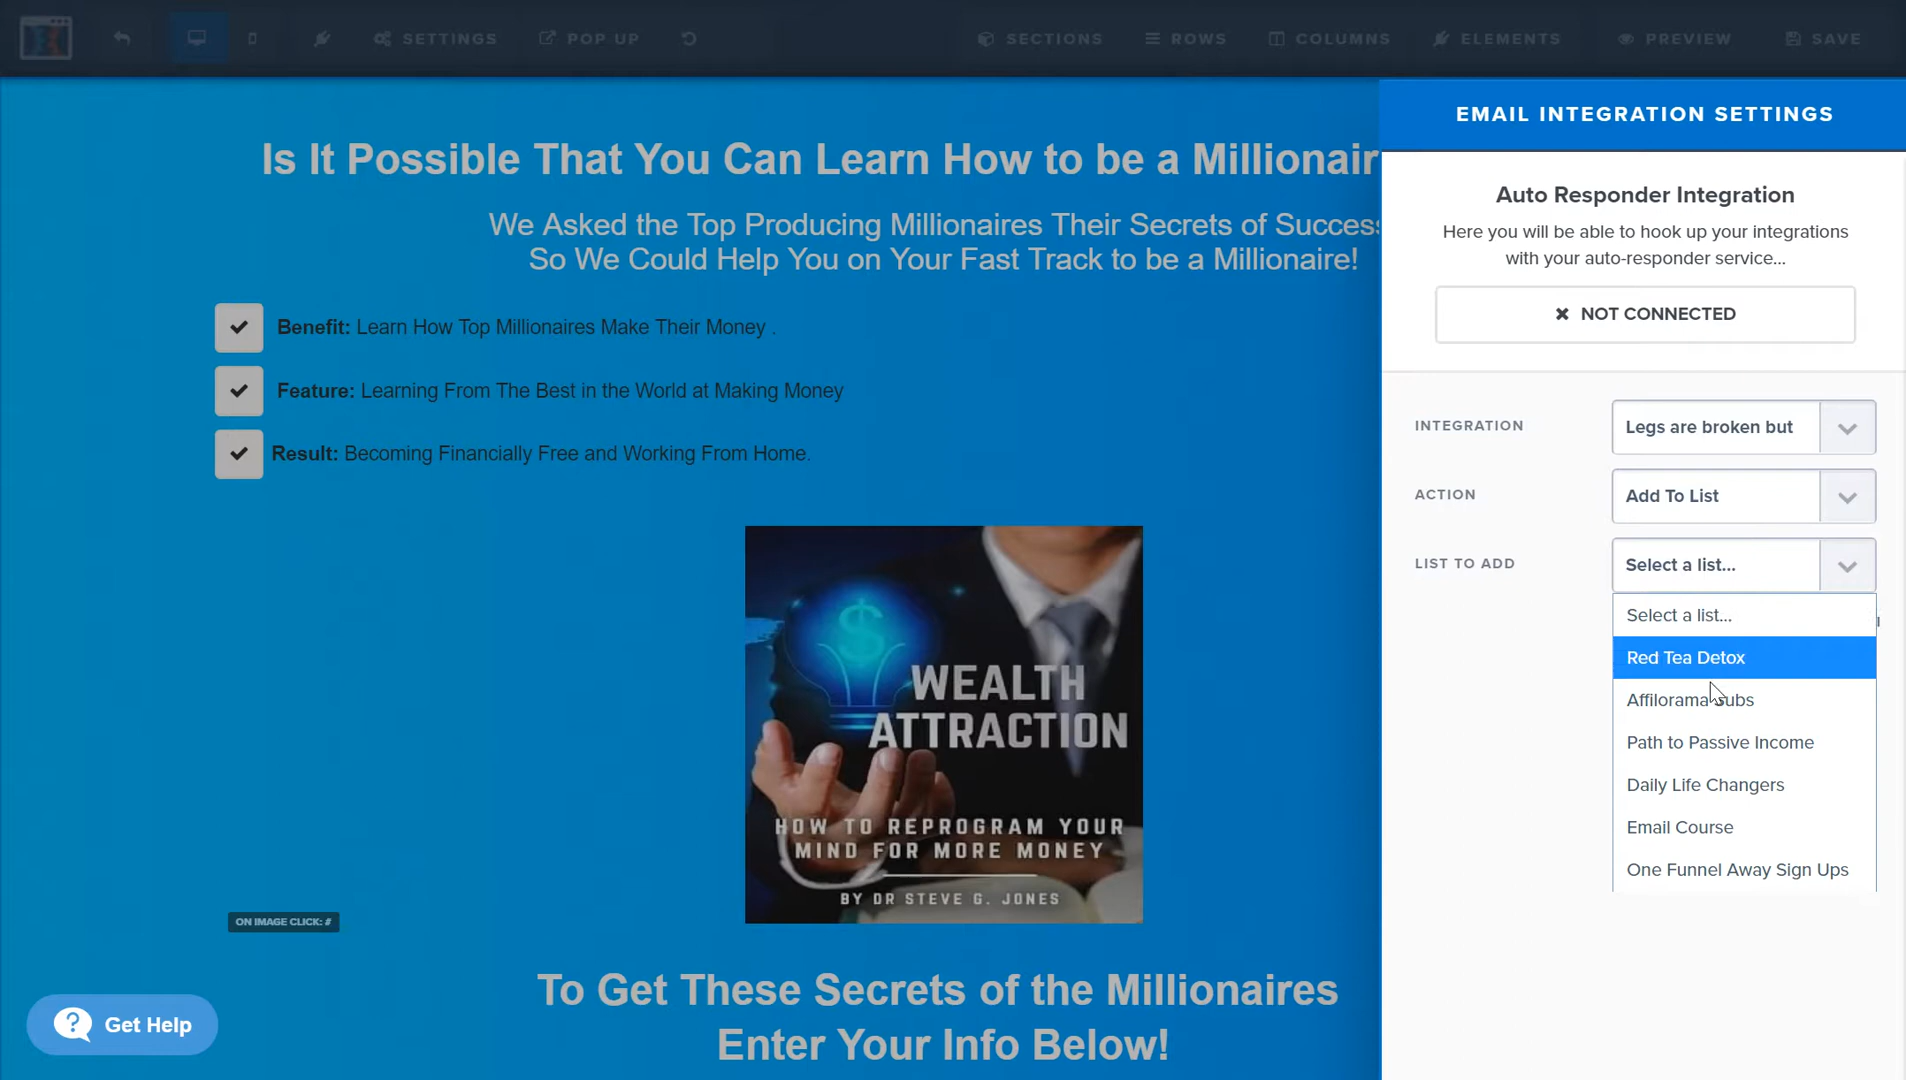 SETTINGS
POP UP
SECTIONS
ROWS
COLUMNS
ELEMENTS
PREVIEW
SAVE
Is It Possible That You Can Learn How to be a Millionair
We Asked the Top Producing Millionaires Their Secrets of Success
So We Could Help You on Your Fast Track to be a Millionaire!
Benefit: Learn How Top Millionaires Make Their Money .
Feature: Learning From The Best in the World at Making Money
Result: Becoming Financially Free and Working From Home.
WEALTH
ATTRACTION
HOW TO REPROGRAM YOUR
MIND FOR MORE MONEY
BY DR STEVE G. JONES
ON IMAGE CLICK: #
To Get These Secrets of the Millionaires
Enter Your Info Below!
Get Help
EMAIL INTEGRATION SETTINGS
Auto Responder Integration
Here you will be able to hook up your integrations
with your auto-responder service...
NOT CONNECTED
INTEGRATION
Legs are broken but
ACTION
Add To List
LIST TO ADD
Select a list...
Select a list...
Red Tea Detox
Affilorama Subs
Path to Passive Income
Daily Life Changers
Email Course
One Funnel Away Sign Ups